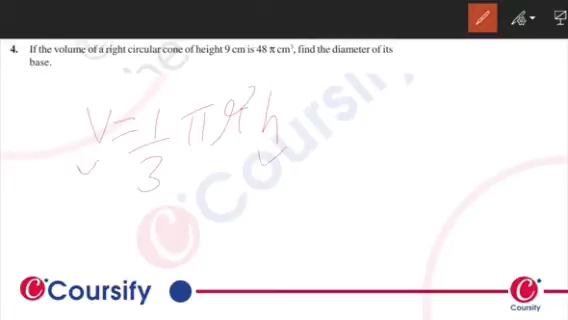 4. If the volume of a right circular cone of height 9 cm is 48 π cm³, find the diameter of its
base.
V = 1/3 π r² h
Coursify
Coursify
Coursify